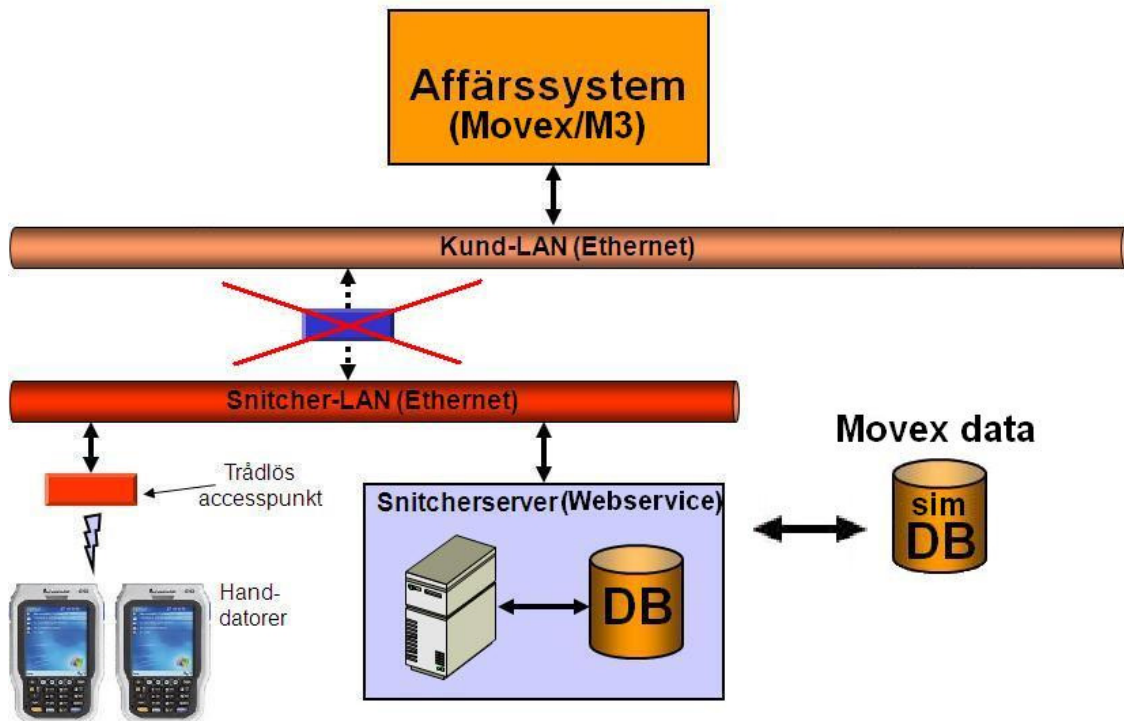 Affärssystem
(Movex/M3)
Kund-LAN (Ethernet)
Snitcher-LAN (Ethernet)
Trådlös
accesspunkt
Hand-
datorer
Snitcherserver(Webservice)
DB
Movex data
sim
DB